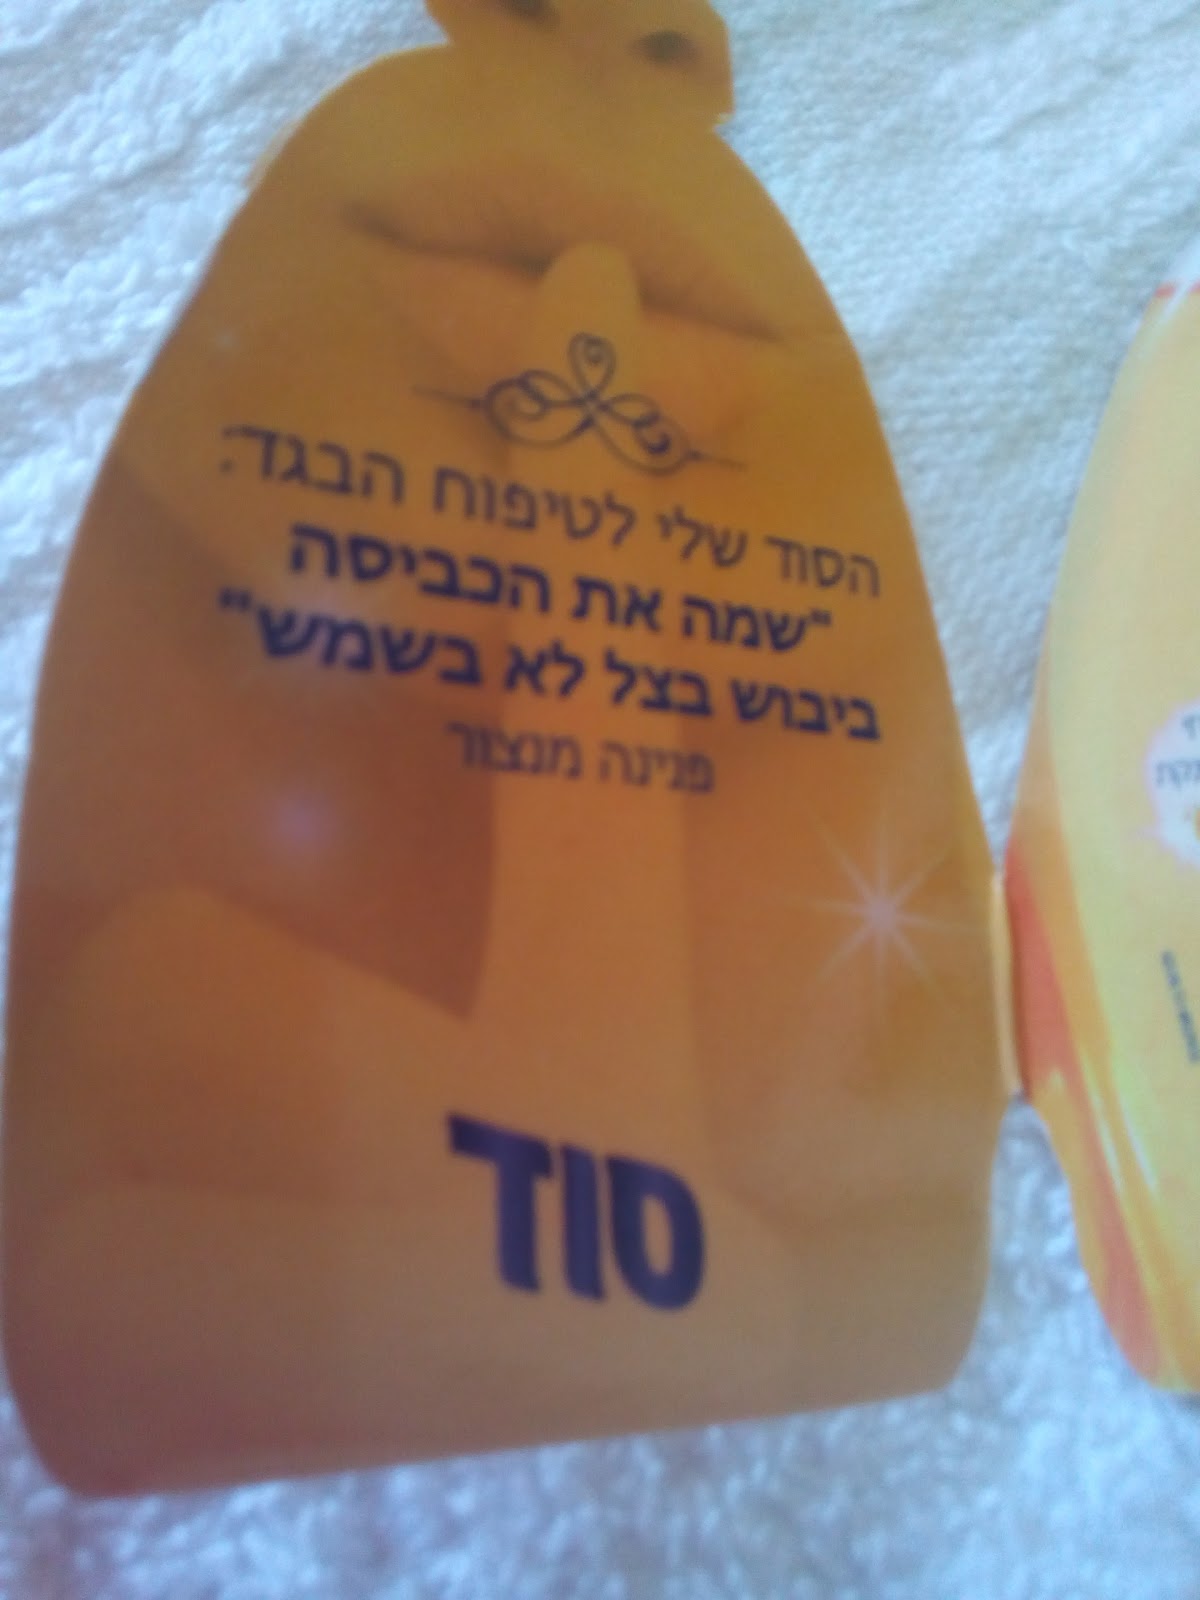 הסוד שלי לטיפוח הבגד:
"שמה את הכביסה
ביבוש בצל לא בשמש"
פנינה מנצור
סוד